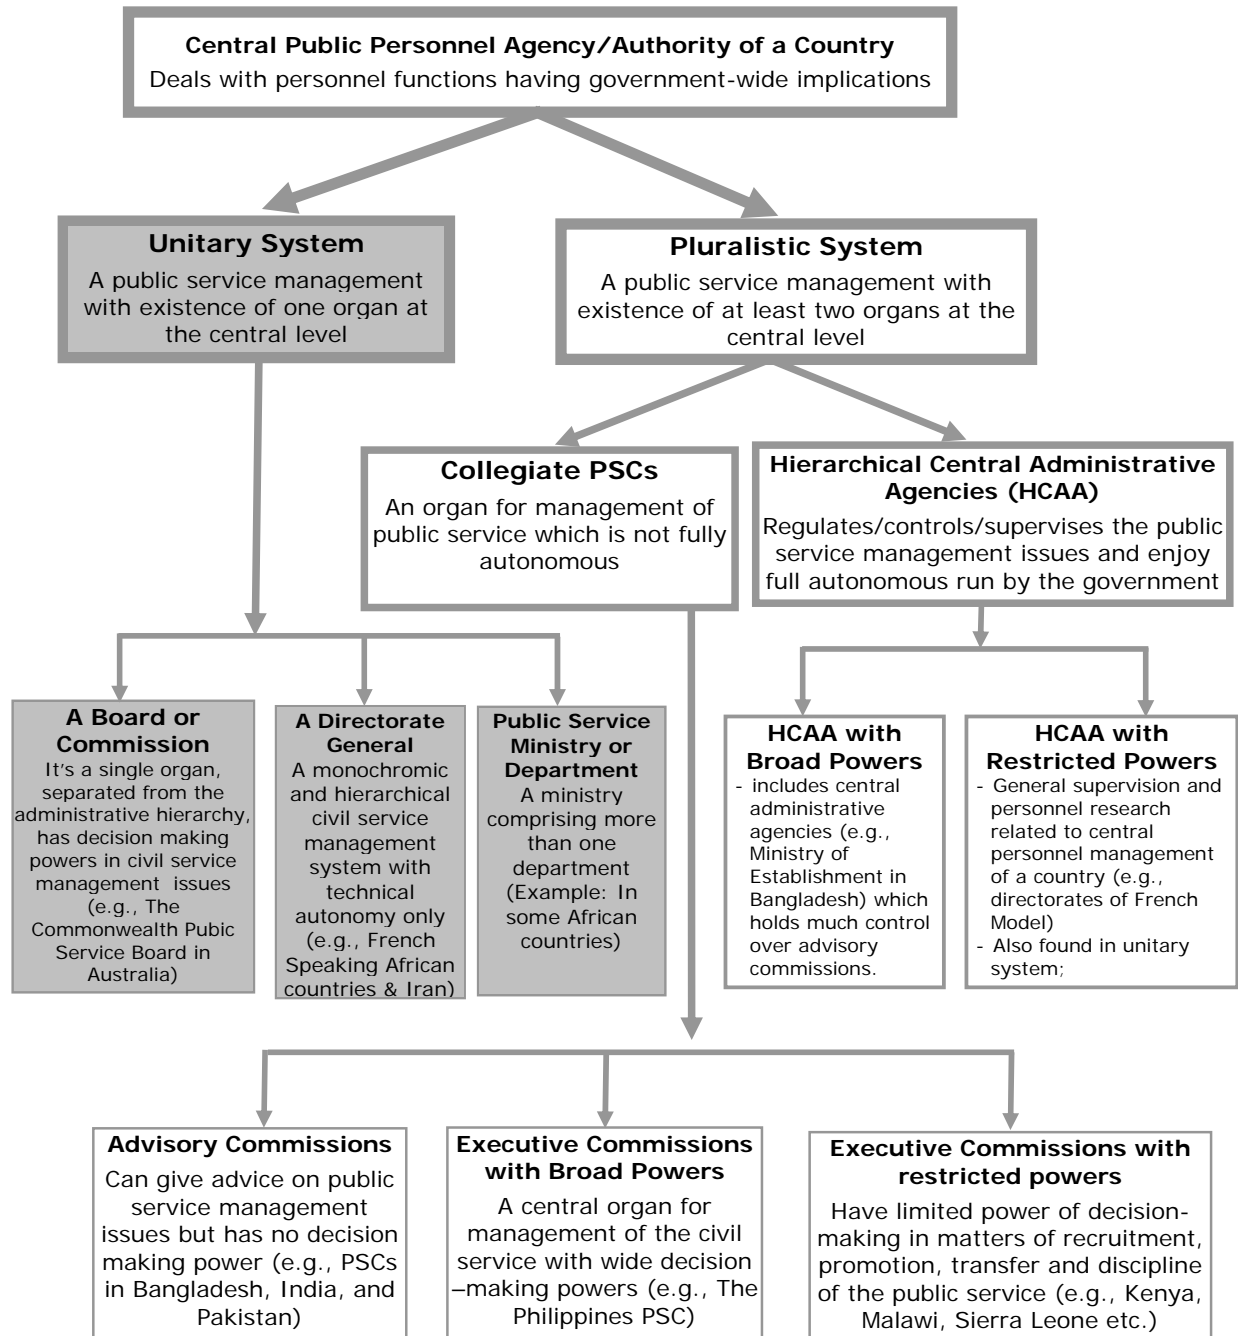 Central Public Personnel Agency/Authority of a Country
Deals with personnel functions having government-wide implications
Unitary System
A public service management
with existence of one organ at
the central level
Pluralistic System
A public service management with
existence of at least two organs at the
central level
Collegiate PSCs
An organ for management of
public service which is not fully
autonomous
Hierarchical Central Administrative
Agencies (HCAA)
Regulates/controls/supervises the public
service management issues and enjoy
full autonomous run by the government
A Board or
Commission
It's a single organ,
separated from the
administrative hierarchy,
has decision making
powers in civil service
management issues
(e.g., The
Commonwealth Pubic
Service Board in
Australia)
A Directorate
General
A monochromic
and hierarchical
civil service
management
system with
technical
autonomy only
(e.g., French
Speaking African
countries & Iran)
Public Service
Ministry or
Department
A ministry
comprising more
than one
department
(Example: In
some African
countries)
HCAA with
Broad Powers
- includes central
administrative
agencies (e.g.,
Ministry of
Establishment in
Bangladesh) which
holds much control
over advisory
commissions.
HCAA with
Restricted Powers
- General supervision and
personnel research
related to central
personnel management
of a country (e.g.,
directorates of French
Model)
- Also found in unitary
system;
Advisory Commissions
Can give advice on public
service management
issues but has no decision
making power (e.g., PSCs
in Bangladesh, India, and
Pakistan)
Executive Commissions
with Broad Powers
A central organ for
management of the civil
service with wide decision
–making powers (e.g., The
Philippines PSC)
Executive Commissions with
restricted powers
Have limited power of decision-
making in matters of recruitment,
promotion, transfer and discipline
of the public service (e.g., Kenya,
Malawi, Sierra Leone etc.)